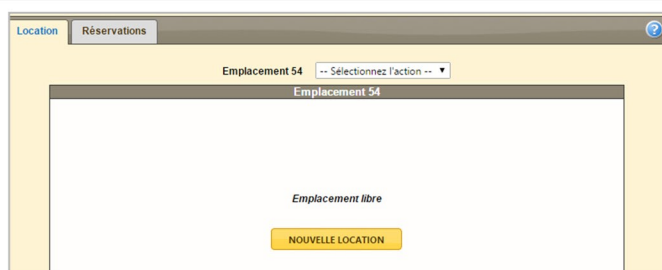 Location Réservations
Emplacement 54 -- Sélectionnez l'action --
Emplacement 54
Emplacement libre
NOUVELLE LOCATION